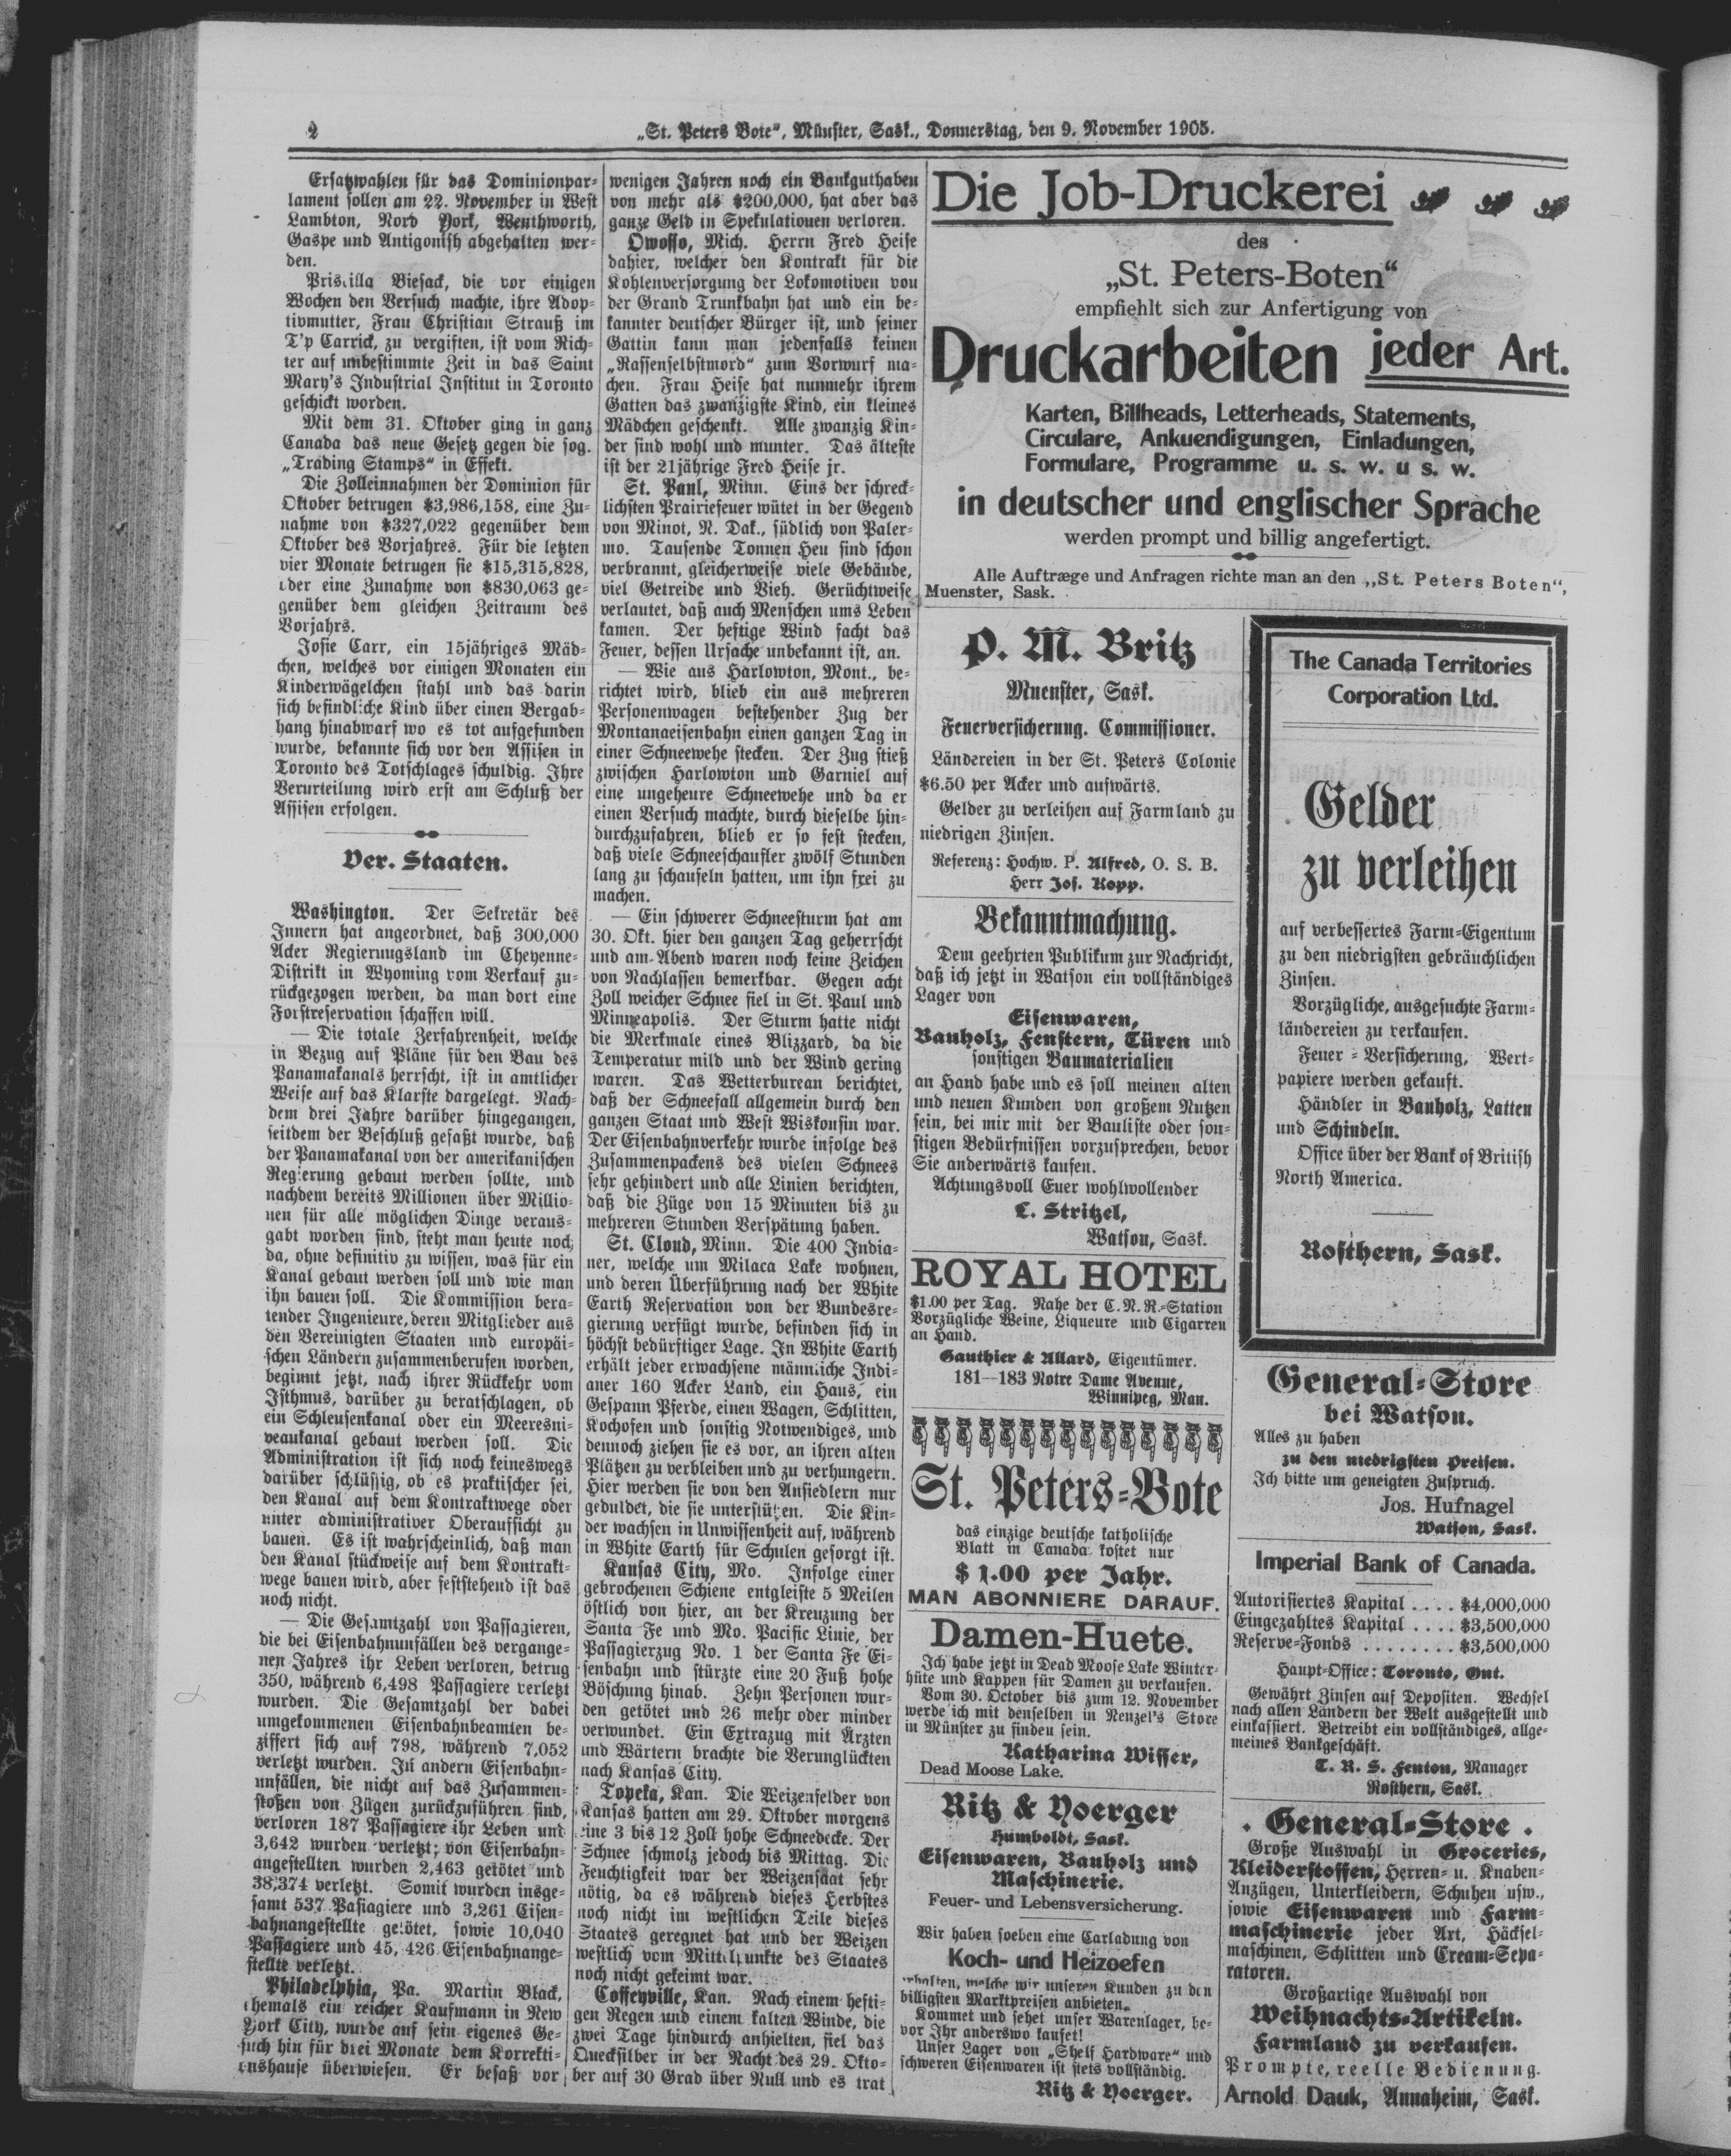 2
„St. Peters Bote“, Münster, Sask., Donnerstag, den 9. November 1905.
Ersatzwahlen für das Dominionpar-
lament sollen am 22. November in West
Lambton, Nord York, Wenthworth,
Gaspe und Antigonish abgehalten wer-
den.
Priscilla Biesack, die vor einigen
Wochen den Versuch machte, ihre Adop-
tivmutter, Frau Christian Strauß im
T'p Carrick, zu vergiften, ist vom Rich-
ter auf unbestimmte Zeit in das Saint
Mary's Industrial Institut in Toronto
geschickt worden.
Mit dem 31. Oktober ging in ganz
Canada das neue Gesetz gegen die sog.
„Trading Stamps“ in Effekt.
Die Zolleinnahmen der Dominion für
Oktober betrugen $3,986,158, eine Zu-
nahme von $327,022 gegenüber dem
Oktober des Vorjahres. Für die letzten
vier Monate betrugen sie $15,315,828,
oder eine Zunahme von $830,063 ge-
genüber dem gleichen Zeitraum des
Vorjahrs.
Josie Carr, ein 15jähriges Mäd-
chen, welches vor einigen Monaten ein
Kinderwägelchen stahl und das darin
sich befindliche Kind über einen Bergab-
hang hinabwarf wo es tot aufgefunden
wurde, bekannte sich vor den Assisen in
Toronto des Totschlages schuldig. Ihre
Verurteilung wird erst am Schluß der
Assisen erfolgen.
Ver. Staaten.
Washington. Der Sekretär des
Innern hat angeordnet, daß 300,000
Acker Regierungsland im Cheyenne-
Distrikt in Wyoming vom Verkauf zu-
rückgezogen werden, da man dort eine
Forstreservation schaffen will.
— Die totale Zerfahrenheit, welche
in Bezug auf Pläne für den Bau des
Panamakanals herrscht, ist in amtlicher
Weise auf das Klarste dargelegt. Nach-
dem drei Jahre darüber hingegangen,
seitdem der Beschluß gefaßt wurde, daß
der Panamakanal von der amerikanischen
Regierung gebaut werden sollte, und
nachdem bereits Millionen über Millio-
nen für alle möglichen Dinge veraus-
gabt worden sind, steht man heute noch
da, ohne definitiv zu wissen, was für ein
Kanal gebaut werden soll und wie man
ihn bauen soll. Die Kommission bera-
tender Ingenieure, deren Mitglieder aus
den Vereinigten Staaten und europäi-
schen Ländern zusammenberufen worden,
beginnt jetzt, nach ihrer Rückkehr vom
Isthmus, darüber zu beratschlagen, ob
ein Schleusenkanal oder ein Meeresni-
veaukanal gebaut werden soll. Die
Administration ist sich noch keineswegs
darüber schlüssig, ob es praktischer sei,
den Kanal auf dem Kontraktwege oder
unter administrativer Oberaufsicht zu
bauen. Es ist wahrscheinlich, daß man
den Kanal stückweise auf dem Kontrakt-
wege bauen wird, aber feststehend ist das
noch nicht.
— Die Gesamtzahl von Passagieren,
die bei Eisenbahnunfällen des vergange-
nen Jahres ihr Leben verloren, betrug
350, während 6,498 Passagiere verletzt
wurden. Die Gesamtzahl der dabei
umgekommenen Eisenbahnbeamten be-
ziffert sich auf 798, während 7,052
verletzt wurden. In andern Eisenbahn-
unfällen, die nicht auf das Zusammen-
stoßen von Zügen zurückzuführen sind,
verloren 187 Passagiere ihr Leben und
3,642 wurden verletzt; von Eisenbahn-
angestellten wurden 2,463 getötet und
38,374 verletzt. Somit wurden insge-
samt 537 Passagiere und 3,261 Eisen-
bahnangestellte getötet, sowie 10,040
Passagiere und 45,426 Eisenbahnange-
stellte verletzt.
Philadelphia, Pa. Martin Black,
ehemals ein reicher Kaufmann in New
York City, wurde auf sein eigenes Ge-
such hin für drei Monate dem Korrekti-
onshause überwiesen. Er besaß vor
wenigen Jahren noch ein Bankguthaben
von mehr als $200,000, hat aber das
ganze Geld in Spekulationen verloren.
Owosso, Mich. Herrn Fred Heise
dahier, welcher den Kontrakt für die
Kohlenversorgung der Lokomotiven von
der Grand Trunkbahn hat und ein be-
kannter deutscher Bürger ist, und seiner
Gattin kann man jedenfalls keinen
„Rassenselbstmord“ zum Vorwurf ma-
chen. Frau Heise hat nunmehr ihrem
Gatten das zwanzigste Kind, ein kleines
Mädchen geschenkt. Alle zwanzig Kin-
der sind wohl und munter. Das älteste
ist der 21jährige Fred Heise jr.
St. Paul, Minn. Eins der schreck-
lichsten Prairiefeuer wütet in der Gegend
von Minot, N. Dak., südlich von Paler-
mo. Tausende Tonnen Heu sind schon
verbrannt, gleicherweise viele Gebäude,
viel Getreide und Vieh. Gerüchtweise
verlautet, daß auch Menschen ums Leben
kamen. Der heftige Wind facht das
Feuer, dessen Ursache unbekannt ist, an.
— Wie aus Harlowton, Mont., be-
richtet wird, blieb ein aus mehreren
Personenwagen bestehender Zug der
Montanaeisenbahn einen ganzen Tag in
einer Schneewehe stecken. Der Zug stieß
zwischen Harlowton und Garniel auf
eine ungeheure Schneewehe und da er
einen Versuch machte, durch dieselbe hin-
durchzufahren, blieb er so fest stecken,
daß viele Schneeschaufler zwölf Stunden
lang zu schaufeln hatten, um ihn frei zu
machen.
— Ein schwerer Schneesturm hat am
30. Okt. hier den ganzen Tag geherrscht
und am Abend waren noch keine Zeichen
von Nachlassen bemerkbar. Gegen acht
Zoll weicher Schnee fiel in St. Paul und
Minneapolis. Der Sturm hatte nicht
die Merkmale eines Blizzard, da die
Temperatur mild und der Wind gering
waren. Das Wetterbureau berichtet,
daß der Schneefall allgemein durch den
ganzen Staat und West Wiskonsin war.
Der Eisenbahnverkehr wurde infolge des
Zusammenpackens des vielen Schnees
sehr gehindert und alle Linien berichten,
daß die Züge von 15 Minuten bis zu
mehreren Stunden Verspätung haben.
St. Cloud, Minn. Die 400 India-
ner, welche um Milaca Lake wohnen,
und deren Überführung nach der White
Earth Reservation von der Bundesre-
gierung verfügt wurde, befinden sich in
höchst bedürftiger Lage. In White Earth
erhält jeder erwachsene männliche Indi-
aner 160 Acker Land, ein Haus, ein
Gespann Pferde, einen Wagen, Schlitten,
Kochofen und sonstig Notwendiges, und
dennoch ziehen sie es vor, an ihren alten
Plätzen zu verbleiben und zu verhungern.
Hier werden sie von den Ansiedlern nur
geduldet, die sie unterstützen. Die Kin-
der wachsen in Unwissenheit auf, während
in White Earth für Schulen gesorgt ist.
Kansas City, Mo. Infolge einer
gebrochenen Schiene entgleiste 5 Meilen
östlich von hier, an der Kreuzung der
Santa Fe und Mo. Pacific Linie, der
Passagierzug No. 1 der Santa Fe Ei-
senbahn und stürzte eine 20 Fuß hohe
Böschung hinab. Zehn Personen wur-
den getötet und 26 mehr oder minder
verwundet. Ein Extrazug mit Ärzten
und Wärtern brachte die Verunglückten
nach Kansas City.
Topeka, Kan. Die Weizenfelder von
Kansas hatten am 29. Oktober morgens
eine 3 bis 12 Zoll hohe Schneedecke. Der
Schnee schmolz jedoch bis Mittag. Die
Feuchtigkeit war der Weizensaat sehr
nötig, da es während dieses Herbstes
noch nicht im westlichen Teile dieses
Staates geregnet hat und der Weizen
westlich vom Mittelpunkte des Staates
noch nicht gekeimt war.
Coffeyville, Kan. Nach einem hefti-
gen Regen und einem kalten Winde, die
zwei Tage hindurch anhielten, fiel das
Quecksilber in der Nacht des 29. Okto-
ber auf 30 Grad über Null und es trat
Die Job-Druckerei
des
„St. Peters-Boten“
empfiehlt sich zur Anfertigung von
Druckarbeiten jeder Art.
Karten, Billheads, Letterheads, Statements,
Circulare, Ankuendigungen, Einladungen,
Formulare, Programme u. s. w. u s. w.
in deutscher und englischer Sprache
werden prompt und billig angefertigt.
Alle Auftræge und Anfragen richte man an den „St. Peters Boten“,
Muenster, Sask.
P. M. Britz
Muenster, Sask.
Feuerversicherung. Commissioner.
Ländereien in der St. Peters Colonie
$6.50 per Acker und aufwärts.
Gelder zu verleihen auf Farmland zu
niedrigen Zinsen.
Referenz: Hochw. P. Alfred, O. S. B.
Herr Jos. Kopp.
Bekanntmachung.
Dem geehrten Publikum zur Nachricht,
daß ich jetzt in Watson ein vollständiges
Lager von
Eisenwaren,
Bauholz, Fenstern, Türen und
sonstigen Baumaterialien
an Hand habe und es soll meinen alten
und neuen Kunden von großem Nutzen
sein, bei mir mit der Bauliste oder son-
stigen Bedürfnissen vorzusprechen, bevor
Sie anderwärts kaufen.
Achtungsvoll Euer wohlwollender
C. Stritzel,
Watson, Sask.
ROYAL HOTEL
$1.00 per Tag. Nahe der C. N. R.-Station
Vorzügliche Weine, Liqueure und Cigarren
an Hand.
Gauthier & Allard, Eigentümer.
181—183 Notre Dame Avenue,
Winnipeg, Man.
St. Peters-Bote
das einzige deutsche katholische
Blatt in Canada kostet nur
$ 1.00 per Jahr.
MAN ABONNIERE DARAUF.
Damen-Huete.
Ich habe jetzt in Dead Moose Lake Winter-
hüte und Kappen für Damen zu verkaufen.
Vom 30. October bis zum 12. November
werde ich mit denselben in Nenzel's Store
in Münster zu finden sein.
Katharina Wisser,
Dead Moose Lake.
Ritz & Yoerger
Humboldt, Sask.
Eisenwaren, Bauholz und
Maschinerie.
Feuer- und Lebensversicherung.
Wir haben soeben eine Carladung von
Koch- und Heizoefen
erhalten, welche wir unseren Kunden zu den
billigsten Marktpreisen anbieten.
Kommet und sehet unser Warenlager, be-
vor Ihr anderswo kaufet!
Unser Lager von „Shelf Hardware“ und
schweren Eisenwaren ist stets vollständig.
Ritz & Yoerger.
The Canada Territories
Corporation Ltd.
Gelder
zu verleihen
auf verbessertes Farm-Eigentum
zu den niedrigsten gebräuchlichen
Zinsen.
Vorzügliche, ausgesuchte Farm-
ländereien zu verkaufen.
Feuer-Versicherung, Wert-
papiere werden gekauft.
Händler in Bauholz, Latten
und Schindeln.
Office über der Bank of British
North America.
Rosthern, Sask.
General-Store
bei Watson.
Alles zu haben
zu den niedrigsten Preisen.
Ich bitte um geneigten Zuspruch.
Jos. Hufnagel
Watson, Sask.
Imperial Bank of Canada.
Autorisiertes Kapital .... $4,000,000
Eingezahltes Kapital .... $3,500,000
Reserve-Fonds ........ $3,500,000
Haupt-Office: Toronto, Ont.
Gewährt Zinsen auf Depositen. Wechsel
nach allen Ländern der Welt ausgestellt und
einkassiert. Betreibt ein vollständiges, allge-
meines Bankgeschäft.
T. R. S. Fenton, Manager
Rosthern, Sask.
. General-Store .
Große Auswahl in Groceries,
Kleiderstoffen, Herren- u. Knaben-
Anzügen, Unterkleidern, Schuhen usw.,
sowie Eisenwaren und Farm-
maschinerie jeder Art, Häcksel-
maschinen, Schlitten und Cream-Sepa-
ratoren.
Großartige Auswahl von
Weihnachts-Artikeln.
Farmland zu verkaufen.
Prompte, reelle Bedienung.
Arnold Dauk, Annaheim, Sask.